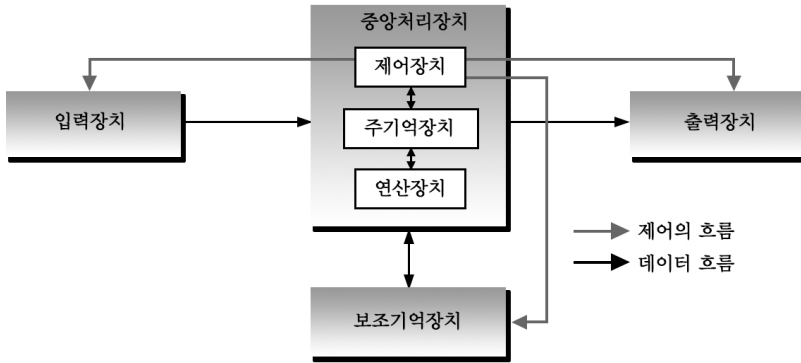 중앙처리장치
제어장치
입력장치
주기억장치
출력장치
연산장치
제어의 흐름
데이터 흐름
보조기억장치